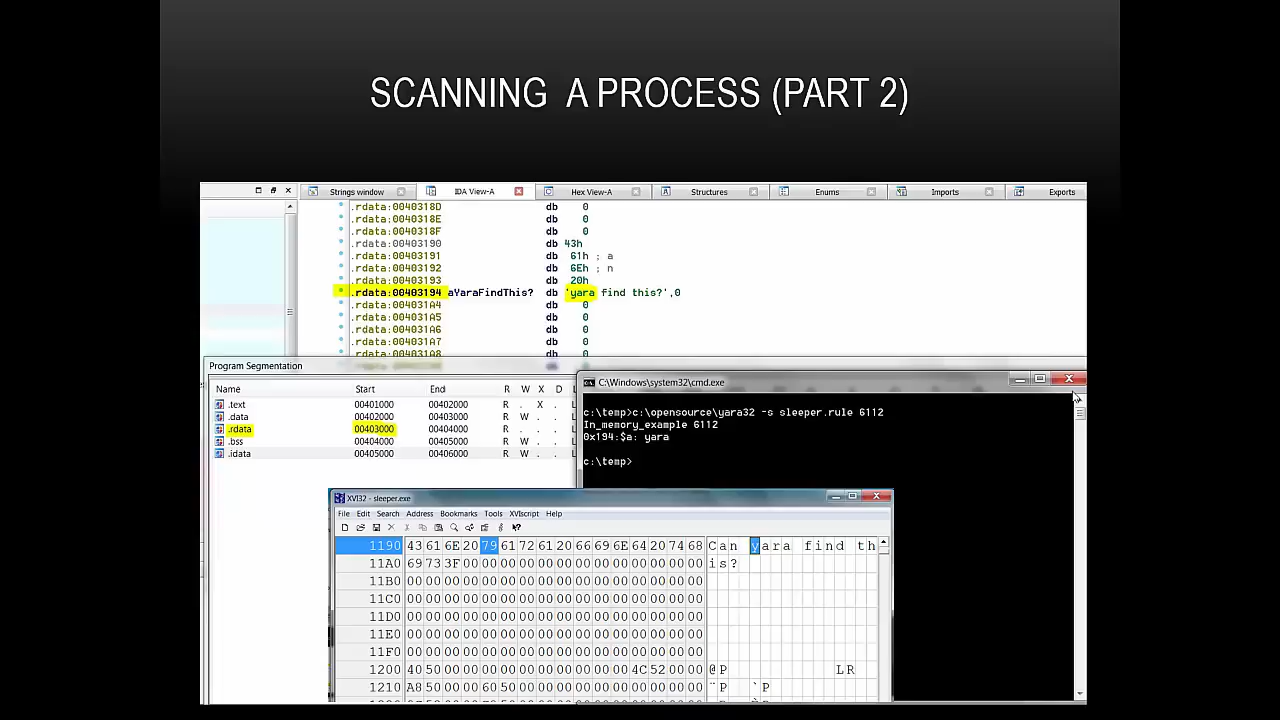 SCANNING A PROCESS (PART 2)
Strings window IDA View-A Hex View-A Structures Enums Imports Exports
.rdata:0040318D db 0
.rdata:0040318E db 0
.rdata:0040318F db 0
.rdata:00403190 db 43h
.rdata:00403191 db 61h ; a
.rdata:00403192 db 6Eh ; n
.rdata:00403193 db 20h
.rdata:00403194 aYaraFindThis? db 'yara find this?',0
.rdata:004031A4 db 0
.rdata:004031A5 db 0
.rdata:004031A6 db 0
.rdata:004031A7 db 0
.rdata:004031A8 db 0
Program Segmentation
Name Start End R W X D L
.text 00401000 00402000 R . X . L
.data 00402000 00403000 R W . . L
.rdata 00403000 00404000 R . . . L
.bss 00404000 00405000 R W . . L
.idata 00405000 00406000 R W . . L
C:\Windows\system32\cmd.exe
c:\temp>c:\opensource\yara32 -s sleeper.rule 6112
In_memory_example 6112
0x194:$a: yara
c:\temp>
XVI32 - sleeper.exe
File Edit Search Address Bookmarks Tools XVIscript Help
1190 43 61 6E 20 79 61 72 61 20 66 69 6E 64 20 74 68 Can yara find th
11A0 69 73 3F 00 00 00 00 00 00 00 00 00 00 00 00 00 is?
11B0 00 00 00 00 00 00 00 00 00 00 00 00 00 00 00 00
11C0 00 00 00 00 00 00 00 00 00 00 00 00 00 00 00 00
11D0 00 00 00 00 00 00 00 00 00 00 00 00 00 00 00 00
11E0 00 00 00 00 00 00 00 00 00 00 00 00 00 00 00 00
11F0 00 00 00 00 00 00 00 00 00 00 00 00 00 00 00 00
1200 40 50 00 00 00 00 00 00 00 00 00 00 4C 52 00 00 @P LR
1210 A8 50 00 00 60 50 00 00 00 00 00 00 00 00 00 00 ¨P `P